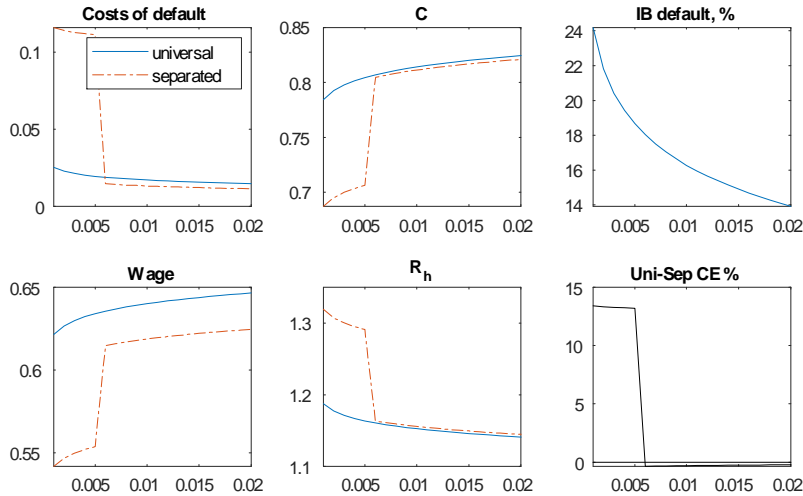 Costs of default
0.1
0.05
0
universal
separated
0.005 0.01 0.015 0.02
C
0.85
0.8
0.75
0.7
0.005 0.01 0.015 0.02
IB default, %
24
22
20
18
16
14
0.005 0.01 0.015 0.02
Wage
0.65
0.6
0.55
0.005 0.01 0.015 0.02
R_h
1.3
1.2
1.1
0.005 0.01 0.015 0.02
Uni-Sep CE %
15
10
5
0
0.005 0.01 0.015 0.02